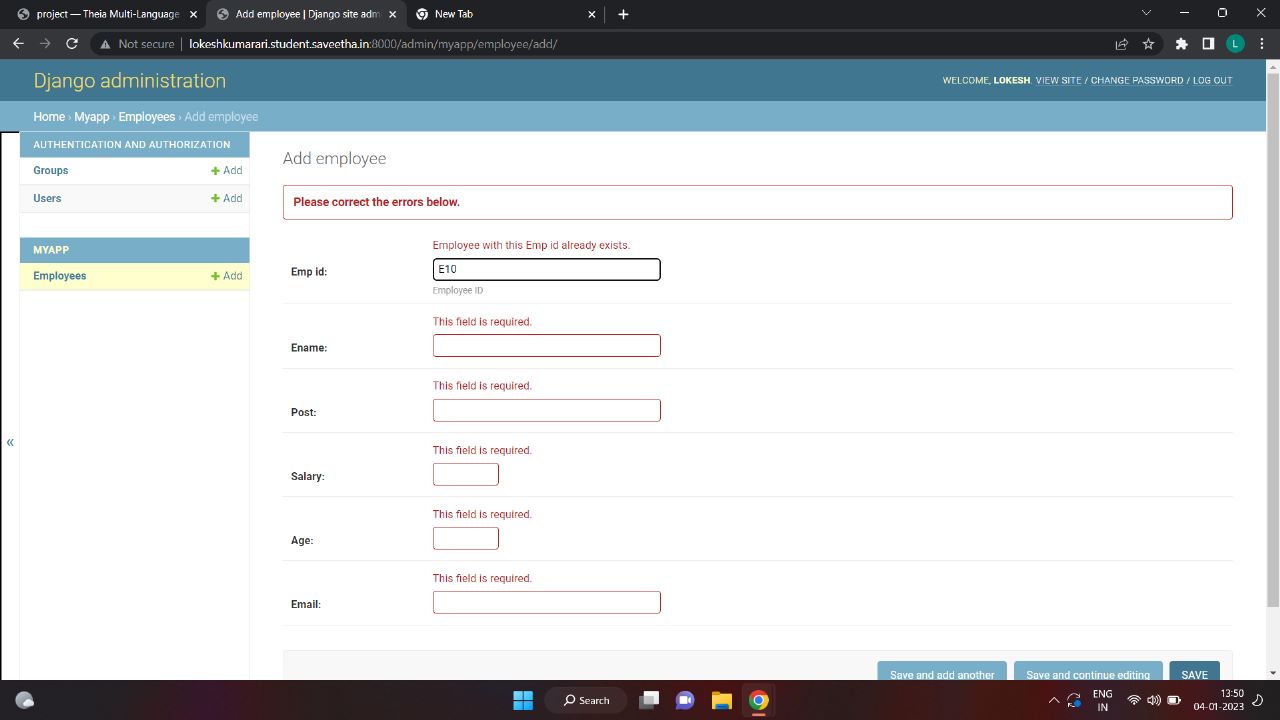 project — Theia Multi-Language
Add employee | Django site adm
New Tab
Not secure | lokeshkumarari.student.saveetha.in:8000/admin/myapp/employee/add/
L
Django administration
WELCOME, LOKESH. VIEW SITE / CHANGE PASSWORD / LOG OUT
Home › Myapp › Employees › Add employee
AUTHENTICATION AND AUTHORIZATION
Groups + Add
Users + Add
MYAPP
Employees + Add
«
Add employee
Please correct the errors below.
Employee with this Emp id already exists.
Emp id: E10
Employee ID
This field is required.
Ename:
This field is required.
Post:
This field is required.
Salary:
This field is required.
Age:
This field is required.
Email:
Save and add another Save and continue editing SAVE
Search
ENG
IN
13:50
04-01-2023